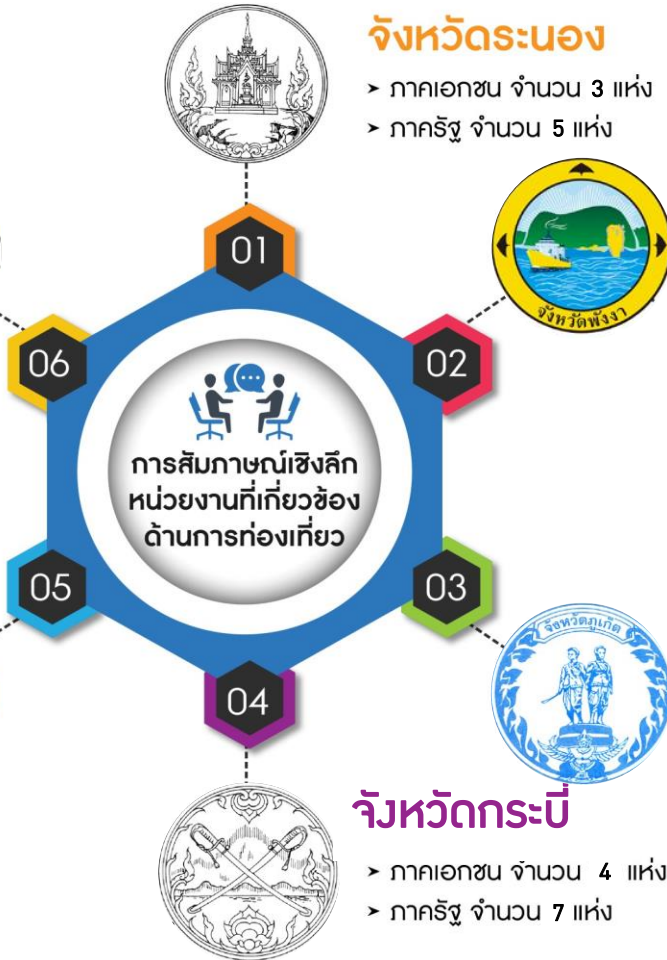 จังหวัดระนอง
➤ ภาคเอกชน จำนวน 3 แห่ง
➤ ภาครัฐ จำนวน 5 แห่ง
01
จังหวัดพังงา
06
02
การสัมภาษณ์เชิงลึก
หน่วยงานที่เกี่ยวข้อง
ด้านการท่องเที่ยว
05
03
จังหวัดภูเก็ต
04
จังหวัดกระบี่
➤ ภาคเอกชน จำนวน 4 แห่ง
➤ ภาครัฐ จำนวน 7 แห่ง